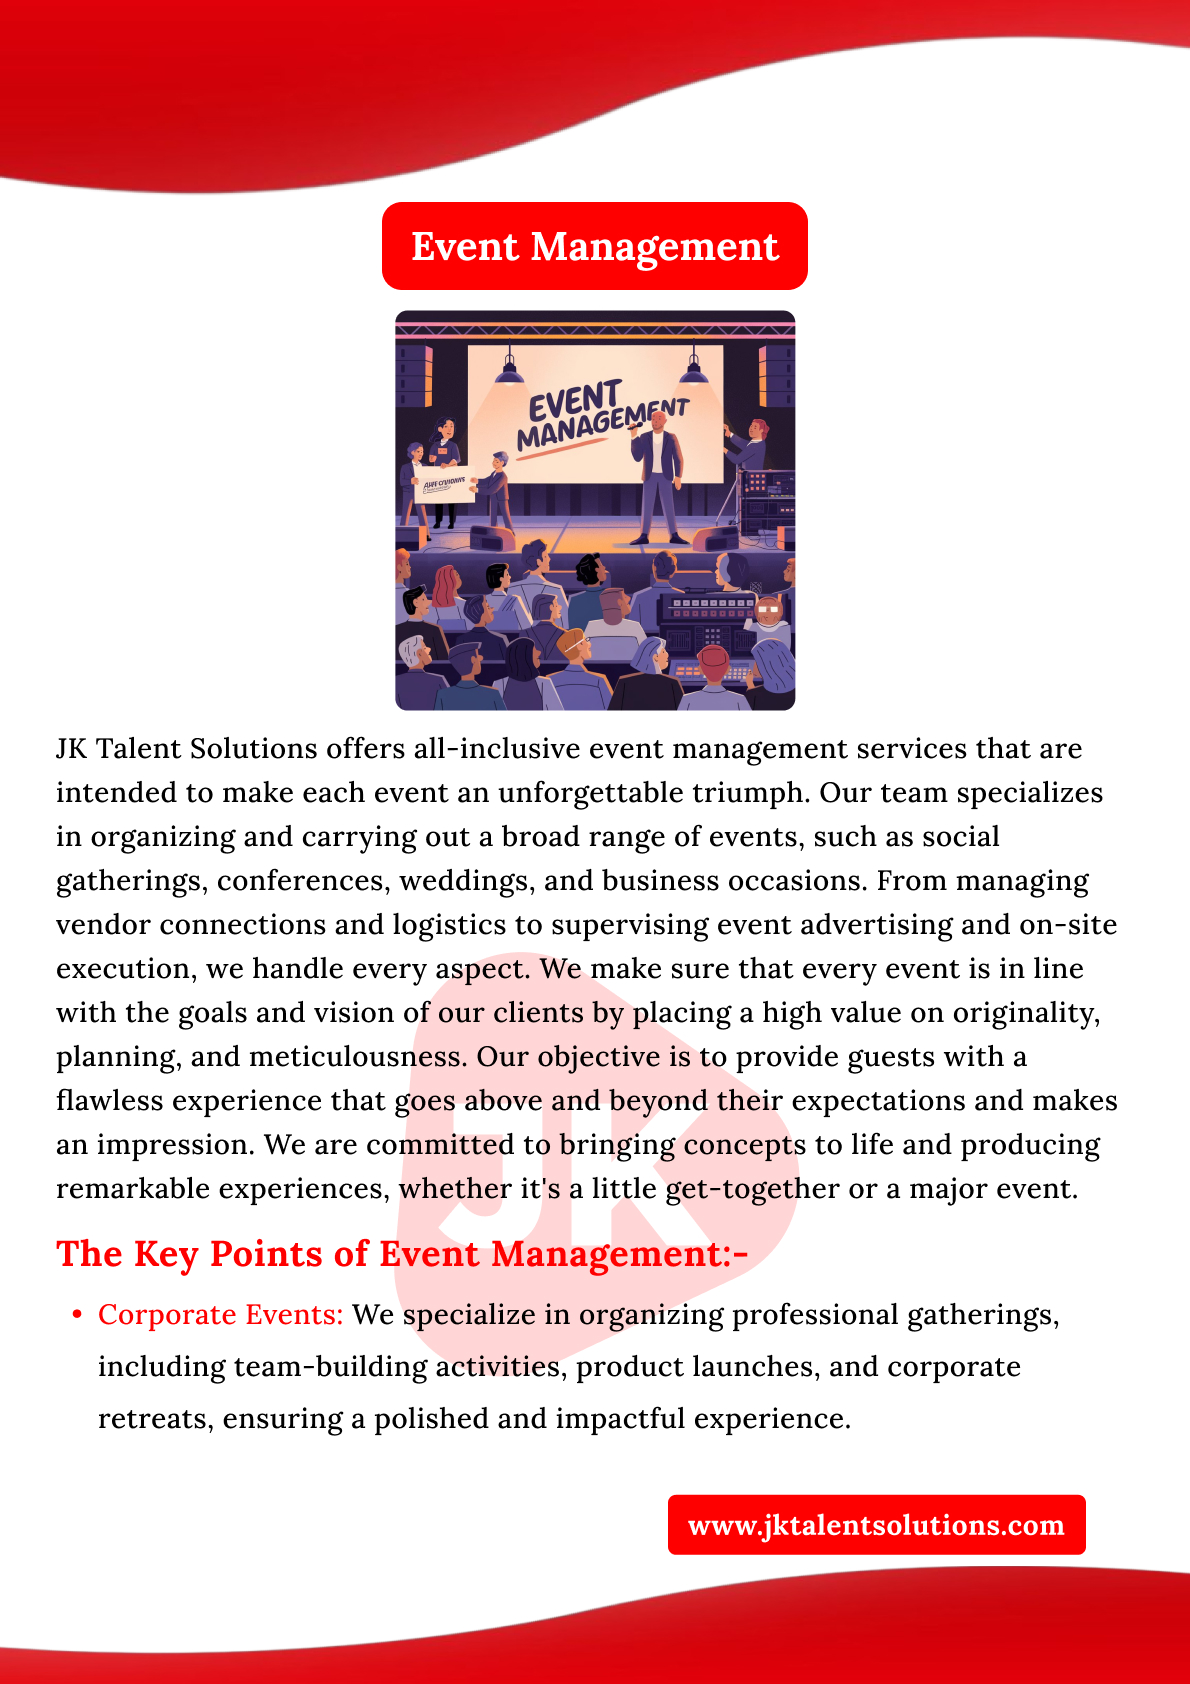 Event Management
EVENT
MANAGEMENT
JK Talent Solutions offers all-inclusive event management services that are
intended to make each event an unforgettable triumph. Our team specializes
in organizing and carrying out a broad range of events, such as social
gatherings, conferences, weddings, and business occasions. From managing
vendor connections and logistics to supervising event advertising and on-site
execution, we handle every aspect. We make sure that every event is in line
with the goals and vision of our clients by placing a high value on originality,
planning, and meticulousness. Our objective is to provide guests with a
flawless experience that goes above and beyond their expectations and makes
an impression. We are committed to bringing concepts to life and producing
remarkable experiences, whether it's a little get-together or a major event.
JK
The Key Points of Event Management:-
• Corporate Events: We specialize in organizing professional gatherings,
including team-building activities, product launches, and corporate
retreats, ensuring a polished and impactful experience.
www.jktalentsolutions.com